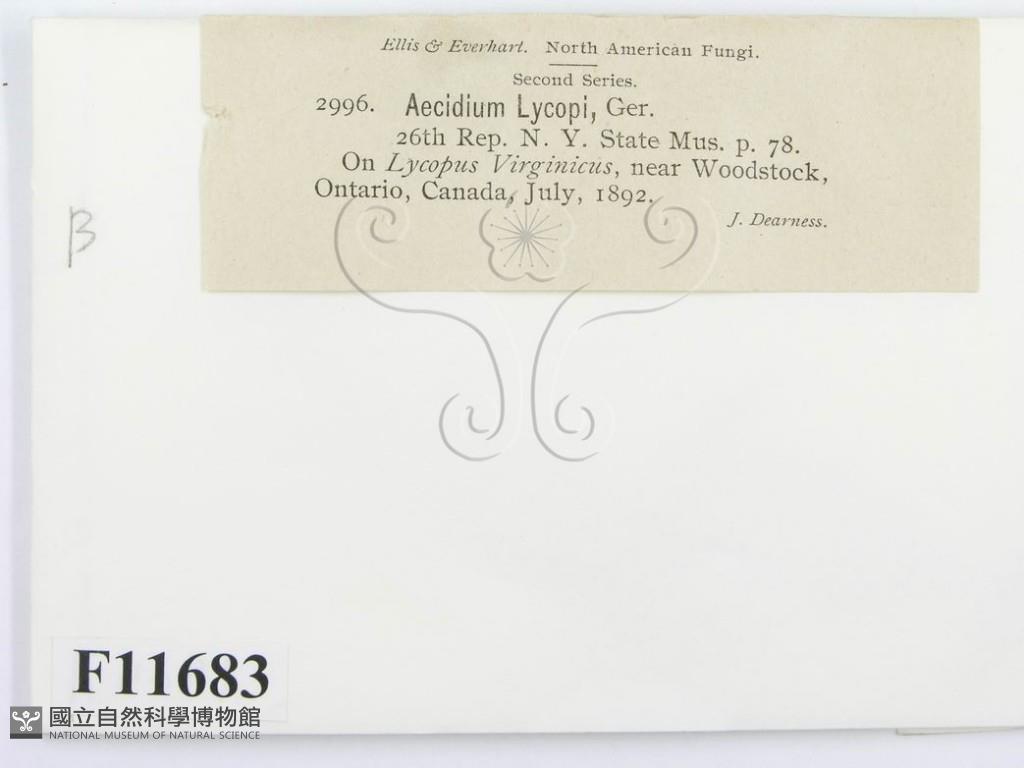 Ellis & Everhart. North American Fungi.
Second Series.
2996. Aecidium Lycopi, Ger.
26th Rep. N. Y. State Mus. p. 78.
On Lycopus Virginicus, near Woodstock,
Ontario, Canada, July, 1892.
J. Dearness.
β
F11683
國立自然科學博物館
NATIONAL MUSEUM OF NATURAL SCIENCE